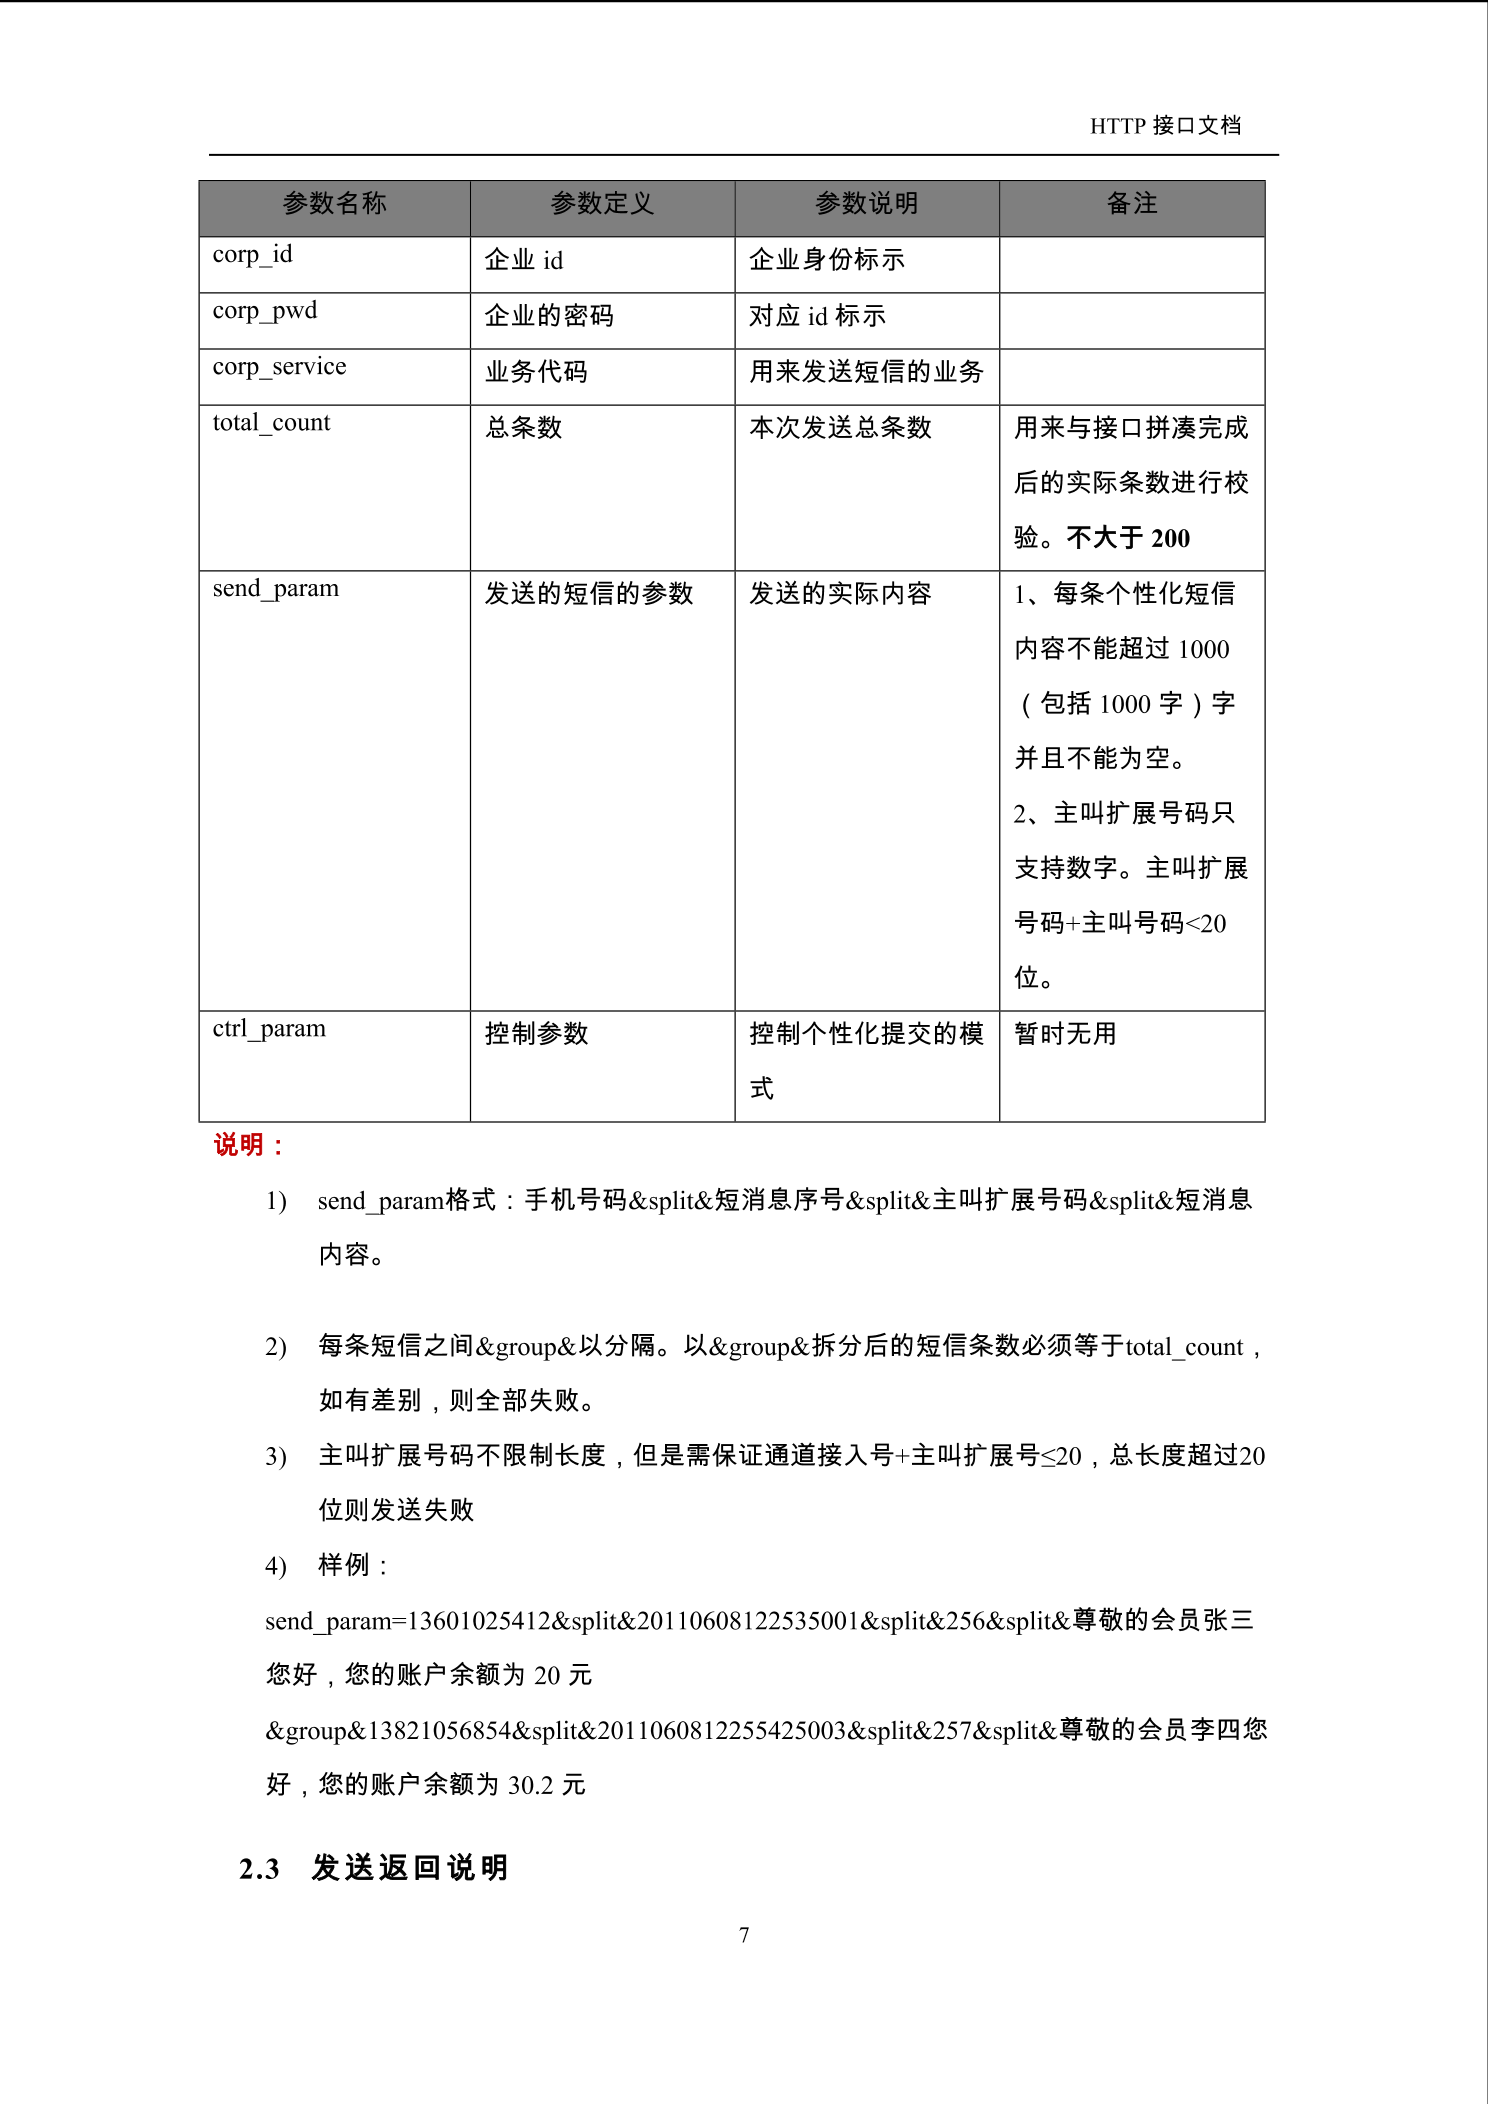 HTTP 接口文档
参数名称 参数定义 参数说明 备注
corp_id 企业 id 企业身份标示
corp_pwd 企业的密码 对应 id 标示
corp_service 业务代码 用来发送短信的业务
total_count 总条数 本次发送总条数 用来与接口拼凑完成
后的实际条数进行校
验。不大于 200
send_param 发送的短信的参数 发送的实际内容 1、每条个性化短信
内容不能超过 1000
（包括 1000 字）字
并且不能为空。
2、主叫扩展号码只
支持数字。主叫扩展
号码+主叫号码<20
位。
ctrl_param 控制参数 控制个性化提交的模 暂时无用
式
说明：
1) send_param格式：手机号码&split&短消息序号&split&主叫扩展号码&split&短消息
内容。
2) 每条短信之间&group&以分隔。以&group&拆分后的短信条数必须等于total_count，
如有差别，则全部失败。
3) 主叫扩展号码不限制长度，但是需保证通道接入号+主叫扩展号≤20，总长度超过20
位则发送失败
4) 样例：
send_param=13601025412&split&20110608122535001&split&256&split&尊敬的会员张三
您好，您的账户余额为 20 元
&group&13821056854&split&2011060812255425003&split&257&split&尊敬的会员李四您
好，您的账户余额为 30.2 元
2.3 发送返回说明
7